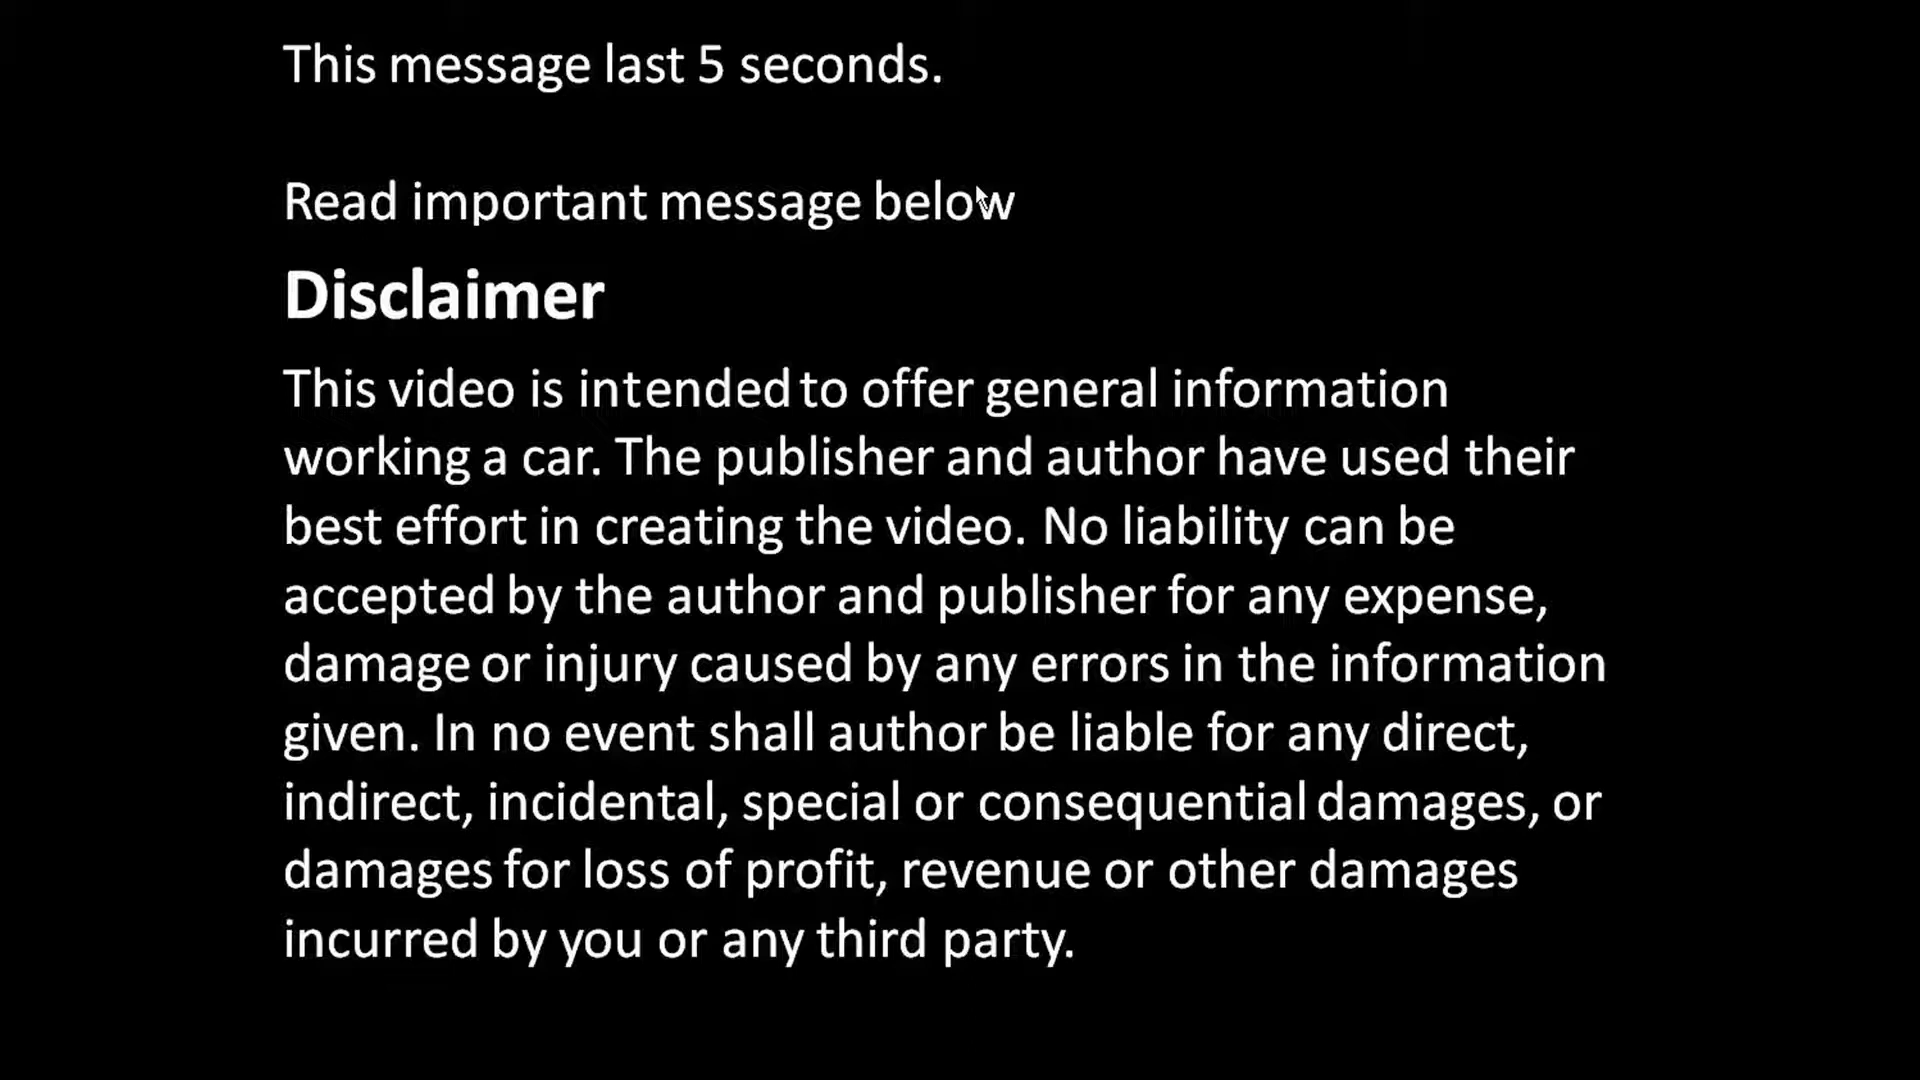 This message last 5 seconds.
Read important message below
Disclaimer
This video is intended to offer general information
working a car. The publisher and author have used their
best effort in creating the video. No liability can be
accepted by the author and publisher for any expense,
damage or injury caused by any errors in the information
given. In no event shall author be liable for any direct,
indirect, incidental, special or consequential damages, or
damages for loss of profit, revenue or other damages
incurred by you or any third party.